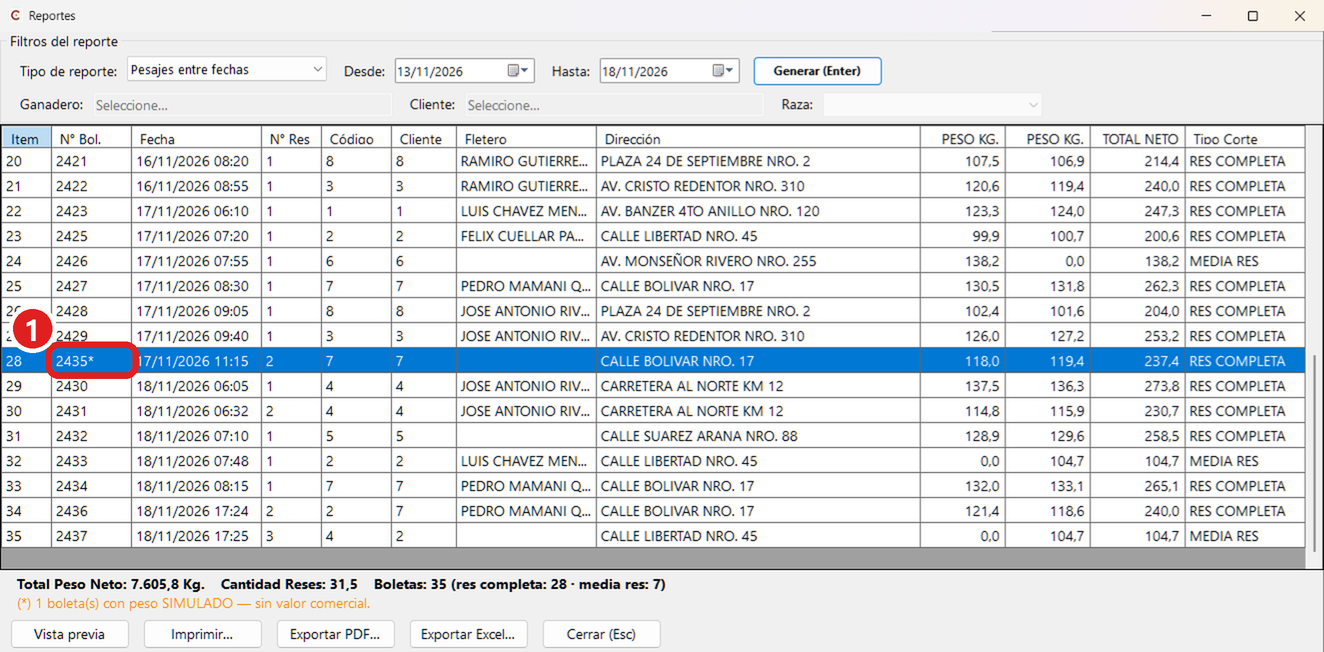 Reportes
Filtros del reporte
Tipo de reporte: Pesajes entre fechas Desde: 13/11/2026 Hasta: 18/11/2026 Generar (Enter)
Ganadero: Seleccione... Cliente: Seleccione... Raza:
Item N° Bol. Fecha N° Res Código Cliente Fletero Dirección PESO KG. PESO KG. TOTAL NETO Tipo Corte
20 2421 16/11/2026 08:20 1 8 8 RAMIRO GUTIERRE... PLAZA 24 DE SEPTIEMBRE NRO. 2 107,5 106,9 214,4 RES COMPLETA
21 2422 16/11/2026 08:55 1 3 3 RAMIRO GUTIERRE... AV. CRISTO REDENTOR NRO. 310 120,6 119,4 240,0 RES COMPLETA
22 2423 17/11/2026 06:10 1 1 1 LUIS CHAVEZ MEN... AV. BANZER 4TO ANILLO NRO. 120 123,3 124,0 247,3 RES COMPLETA
23 2425 17/11/2026 07:20 1 2 2 FELIX CUELLAR PA... CALLE LIBERTAD NRO. 45 99,9 100,7 200,6 RES COMPLETA
24 2426 17/11/2026 07:55 1 6 6 AV. MONSEÑOR RIVERO NRO. 255 138,2 0,0 138,2 MEDIA RES
25 2427 17/11/2026 08:30 1 7 7 PEDRO MAMANI Q... CALLE BOLIVAR NRO. 17 130,5 131,8 262,3 RES COMPLETA
2428 17/11/2026 09:05 1 8 8 JOSE ANTONIO RIV... PLAZA 24 DE SEPTIEMBRE NRO. 2 102,4 101,6 204,0 RES COMPLETA
1
2429 17/11/2026 09:40 1 3 3 JOSE ANTONIO RIV... AV. CRISTO REDENTOR NRO. 310 126,0 127,2 253,2 RES COMPLETA
28 2435* 17/11/2026 11:15 2 7 7 CALLE BOLIVAR NRO. 17 118,0 119,4 237,4 RES COMPLETA
29 2430 18/11/2026 06:05 1 4 4 JOSE ANTONIO RIV... CARRETERA AL NORTE KM 12 137,5 136,3 273,8 RES COMPLETA
30 2431 18/11/2026 06:32 2 4 4 JOSE ANTONIO RIV... CARRETERA AL NORTE KM 12 114,8 115,9 230,7 RES COMPLETA
31 2432 18/11/2026 07:10 1 5 5 CALLE SUAREZ ARANA NRO. 88 128,9 129,6 258,5 RES COMPLETA
32 2433 18/11/2026 07:48 1 2 2 LUIS CHAVEZ MEN... CALLE LIBERTAD NRO. 45 0,0 104,7 104,7 MEDIA RES
33 2434 18/11/2026 08:15 1 7 7 PEDRO MAMANI Q... CALLE BOLIVAR NRO. 17 132,0 133,1 265,1 RES COMPLETA
34 2436 18/11/2026 17:24 2 2 7 PEDRO MAMANI Q... CALLE BOLIVAR NRO. 17 121,4 118,6 240,0 RES COMPLETA
35 2437 18/11/2026 17:25 3 4 2 CALLE LIBERTAD NRO. 45 0,0 104,7 104,7 MEDIA RES
Total Peso Neto: 7.605,8 Kg. Cantidad Reses: 31,5 Boletas: 35 (res completa: 28 · media res: 7)
(*) 1 boleta(s) con peso SIMULADO — sin valor comercial.
Vista previa Imprimir... Exportar PDF... Exportar Excel... Cerrar (Esc)